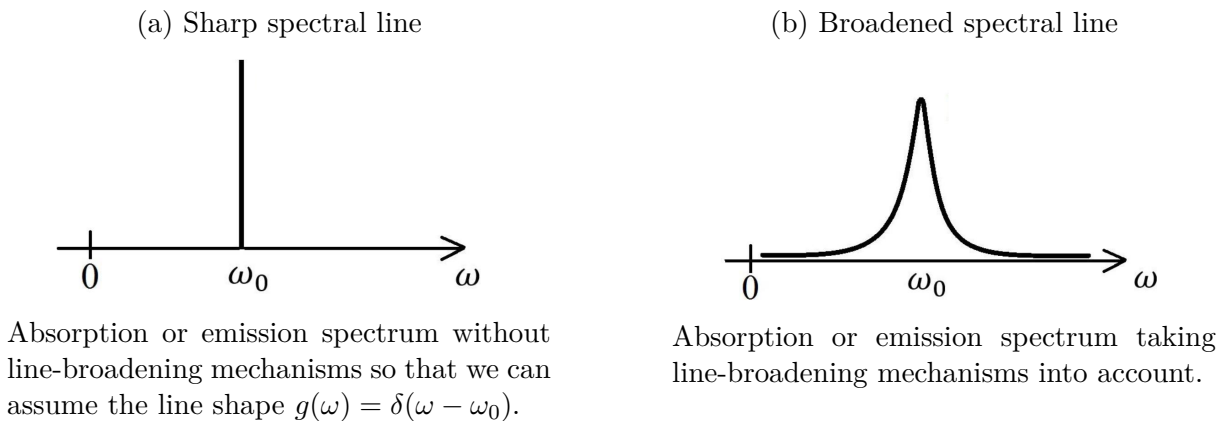 (a) Sharp spectral line
0
ω₀
ω
Absorption or emission spectrum without
line-broadening mechanisms so that we can
assume the line shape g(ω) = δ(ω − ω₀).
(b) Broadened spectral line
0
ω₀
ω
Absorption or emission spectrum taking
line-broadening mechanisms into account.